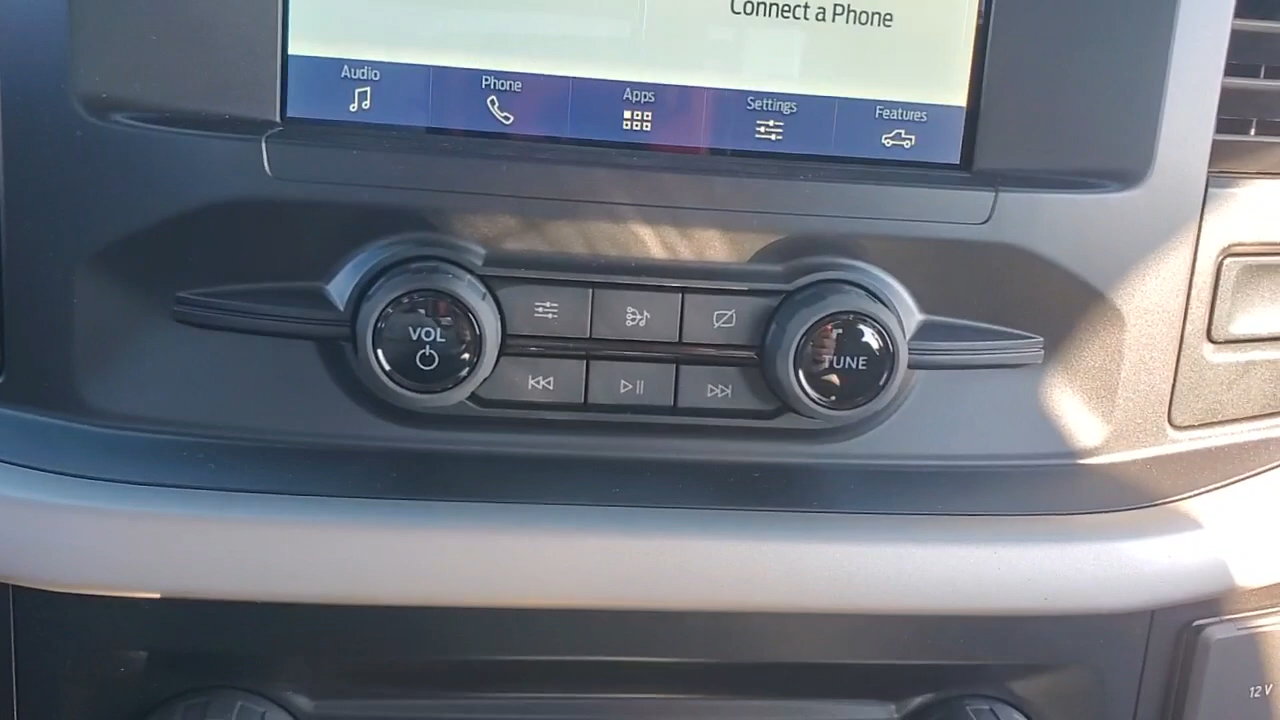 Connect a Phone
Audio
Phone
Apps
Settings
Features
VOL
TUNE
12 V